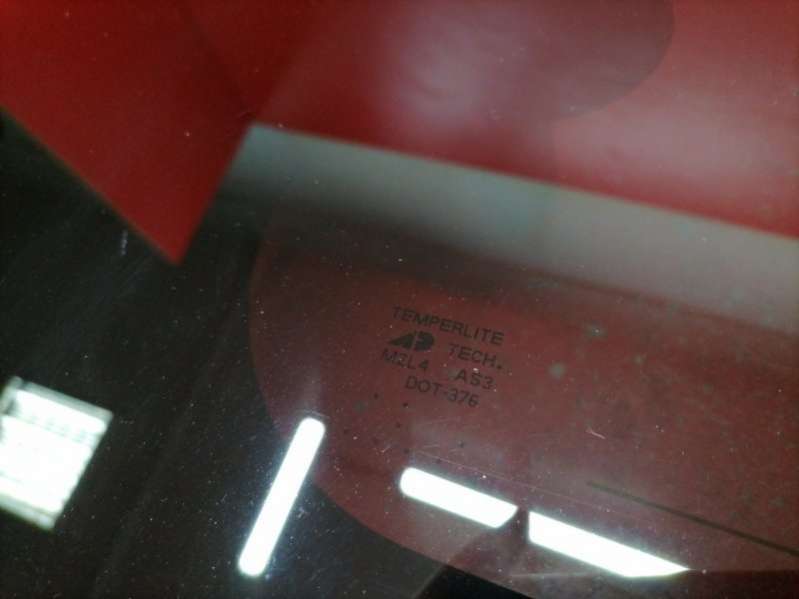 TEMPERLITE
TECH.
M2L4 AS3
DOT-376